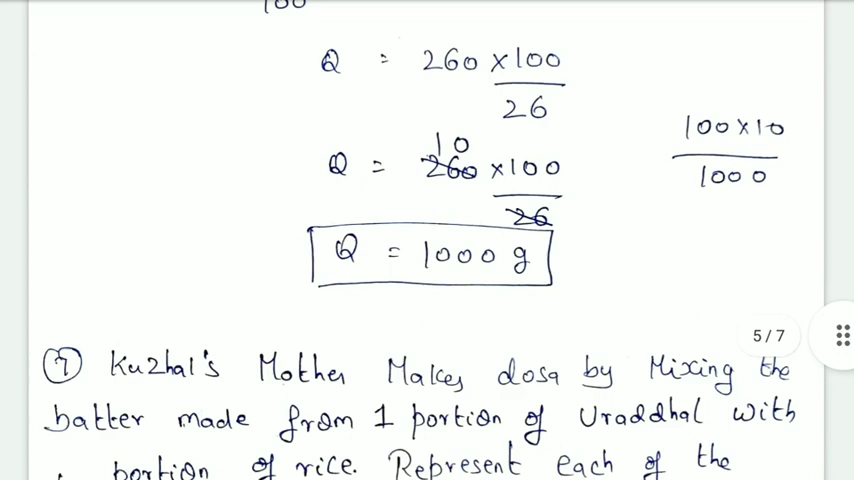 100
Q = 260 × 100
26
10
Q = 260 × 100
26
100 × 10
1000
Q = 1000 g
5/7
7 Kuzhal's Mother Makes dosa by Mixing the
batter made from 1 portion of Uraddhal with
portion of rice. Represent each of the